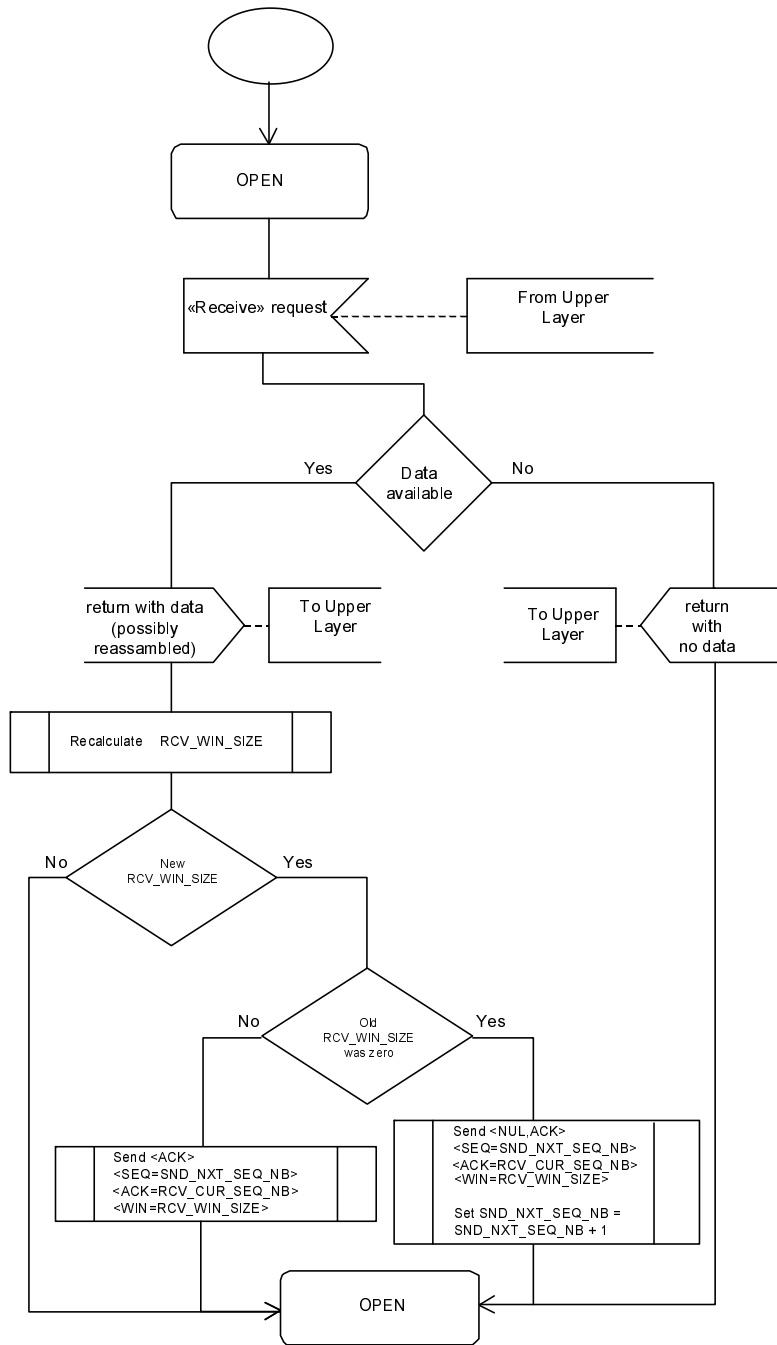 OPEN
«Receive» request
From Upper
Layer
Yes
Data
available
No
return with data
(possibly
reassambled)
To Upper
Layer
To Upper
Layer
return
with
no data
Recalculate RCV_WIN_SIZE
No
New
RCV_WIN_SIZE
Yes
No
Old
RCV_WIN_SIZE
was zero
Yes
Send <ACK>
<SEQ=SND_NXT_SEQ_NB>
<ACK=RCV_CUR_SEQ_NB>
<WIN=RCV_WIN_SIZE>
Send <NUL,ACK>
<SEQ=SND_NXT_SEQ_NB>
<ACK=RCV_CUR_SEQ_NB>
<WIN=RCV_WIN_SIZE>
Set SND_NXT_SEQ_NB =
SND_NXT_SEQ_NB + 1
OPEN